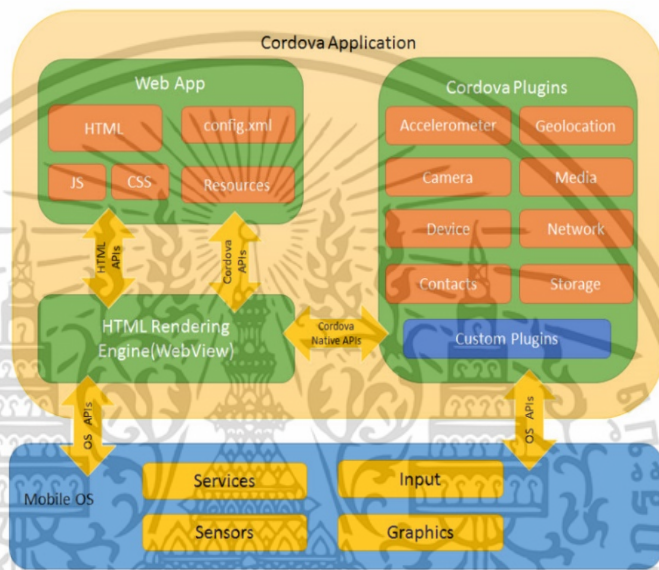 Cordova Application
Web App
HTML
config.xml
JS
CSS
Resources
HTML
APIs
Cordova
APIs
HTML Rendering
Engine(WebView)
Cordova
Native APIs
Cordova Plugins
Accelerometer
Geolocation
Camera
Media
Device
Network
Contacts
Storage
Custom Plugins
OS APIs
OS APIs
Mobile OS
Services
Input
Sensors
Graphics